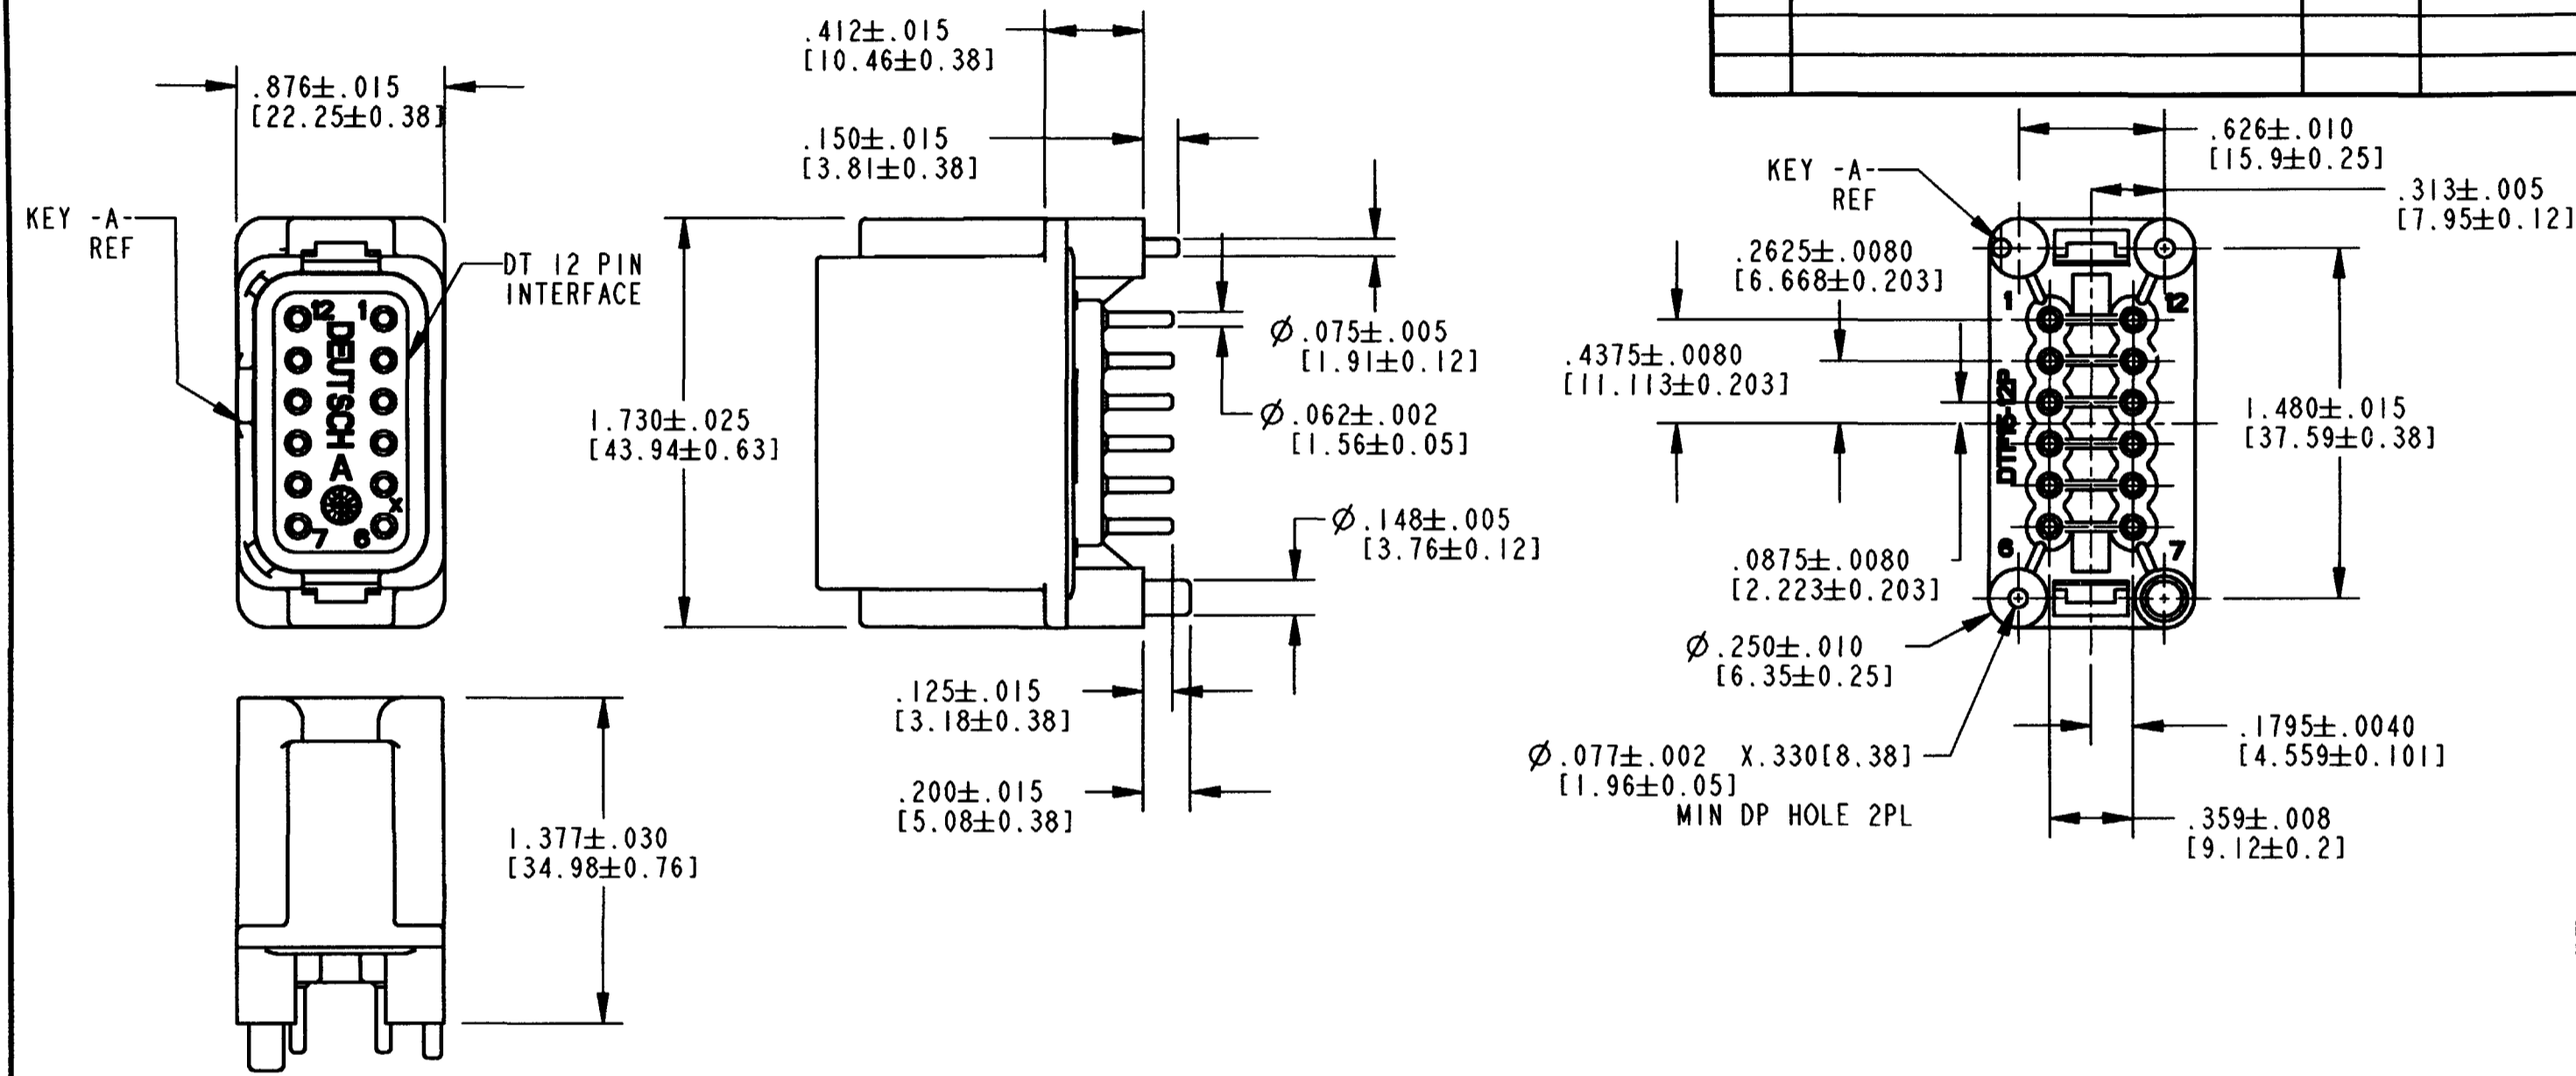 .876±.015
[22.25±0.38]
KEY -A-
REF
DT 12 PIN
INTERFACE
12 1
DEUTSCH
A
x
7 6
1.377±.030
[34.98±0.76]
.412±.015
[10.46±0.38]
.150±.015
[3.81±0.38]
1.730±.025
[43.94±0.63]
Ø.075±.005
[1.91±0.12]
Ø.062±.002
[1.56±0.05]
Ø.148±.005
[3.76±0.12]
.125±.015
[3.18±0.38]
.200±.015
[5.08±0.38]
.626±.010
[15.9±0.25]
KEY -A-
REF
.313±.005
[7.95±0.12]
.2625±.0080
[6.668±0.203]
.4375±.0080
[11.113±0.203]
1 12
DTF15-12P
6 7
1.480±.015
[37.59±0.38]
.0875±.0080
[2.223±0.203]
Ø.250±.010
[6.35±0.25]
Ø.077±.002 X.330[8.38]
[1.96±0.05]
MIN DP HOLE 2PL
.1795±.0040
[4.559±0.101]
.359±.008
[9.12±0.2]